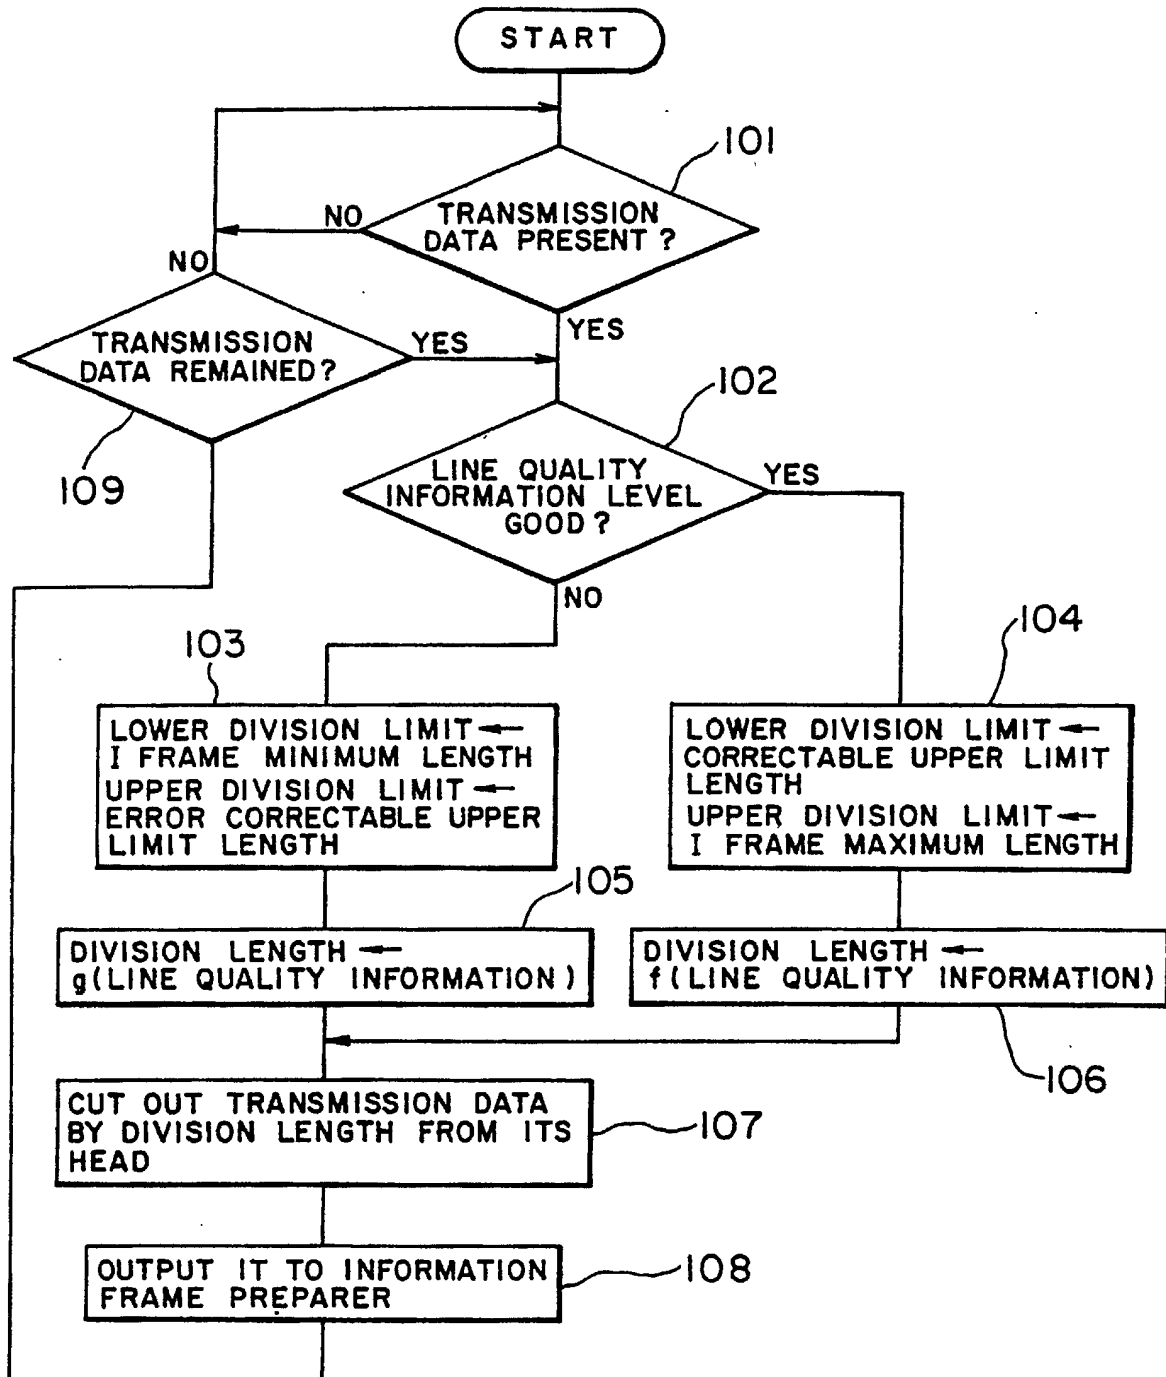 START
101
TRANSMISSION
DATA PRESENT ?
NO
YES
NO
TRANSMISSION
DATA REMAINED?
YES
109
102
LINE QUALITY
INFORMATION LEVEL
GOOD ?
YES
NO
103
LOWER DIVISION LIMIT ←
I FRAME MINIMUM LENGTH
UPPER DIVISION LIMIT ←
ERROR CORRECTABLE UPPER
LIMIT LENGTH
104
LOWER DIVISION LIMIT ←
CORRECTABLE UPPER LIMIT
LENGTH
UPPER DIVISION LIMIT ←
I FRAME MAXIMUM LENGTH
105
DIVISION LENGTH ←
g(LINE QUALITY INFORMATION)
DIVISION LENGTH ←
f(LINE QUALITY INFORMATION)
106
CUT OUT TRANSMISSION DATA
BY DIVISION LENGTH FROM ITS
HEAD
107
OUTPUT IT TO INFORMATION
FRAME PREPARER
108